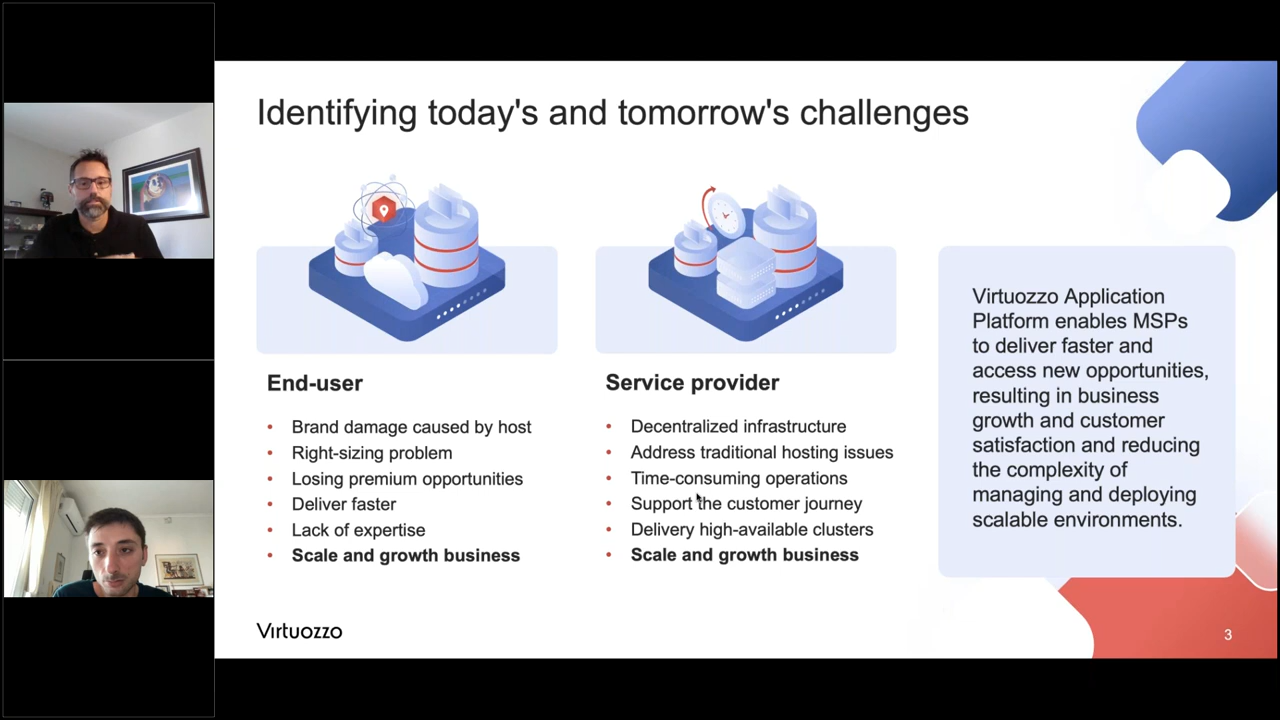 Identifying today's and tomorrow's challenges
End-user
• Brand damage caused by host
• Right-sizing problem
• Losing premium opportunities
• Deliver faster
• Lack of expertise
• Scale and growth business
Service provider
• Decentralized infrastructure
• Address traditional hosting issues
• Time-consuming operations
• Support the customer journey
• Delivery high-available clusters
• Scale and growth business
Virtuozzo Application
Platform enables MSPs
to deliver faster and
access new opportunities,
resulting in business
growth and customer
satisfaction and reducing
the complexity of
managing and deploying
scalable environments.
Virtuozzo
3